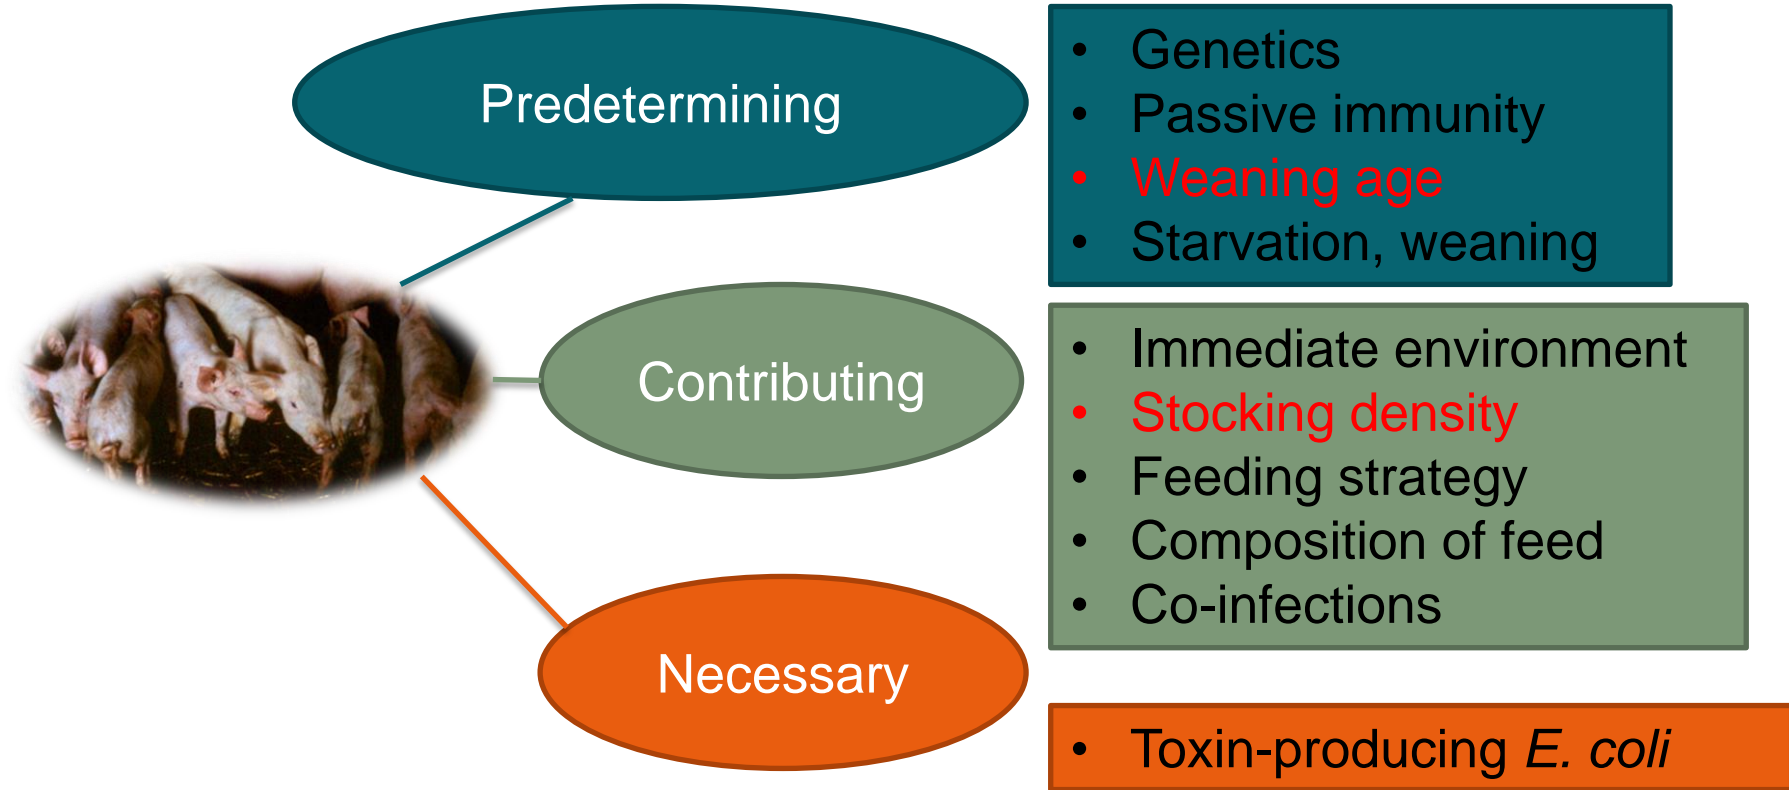 Predetermining
• Genetics
• Passive immunity
• Weaning age
• Starvation, weaning
Contributing
• Immediate environment
• Stocking density
• Feeding strategy
• Composition of feed
• Co-infections
Necessary
• Toxin-producing E. coli